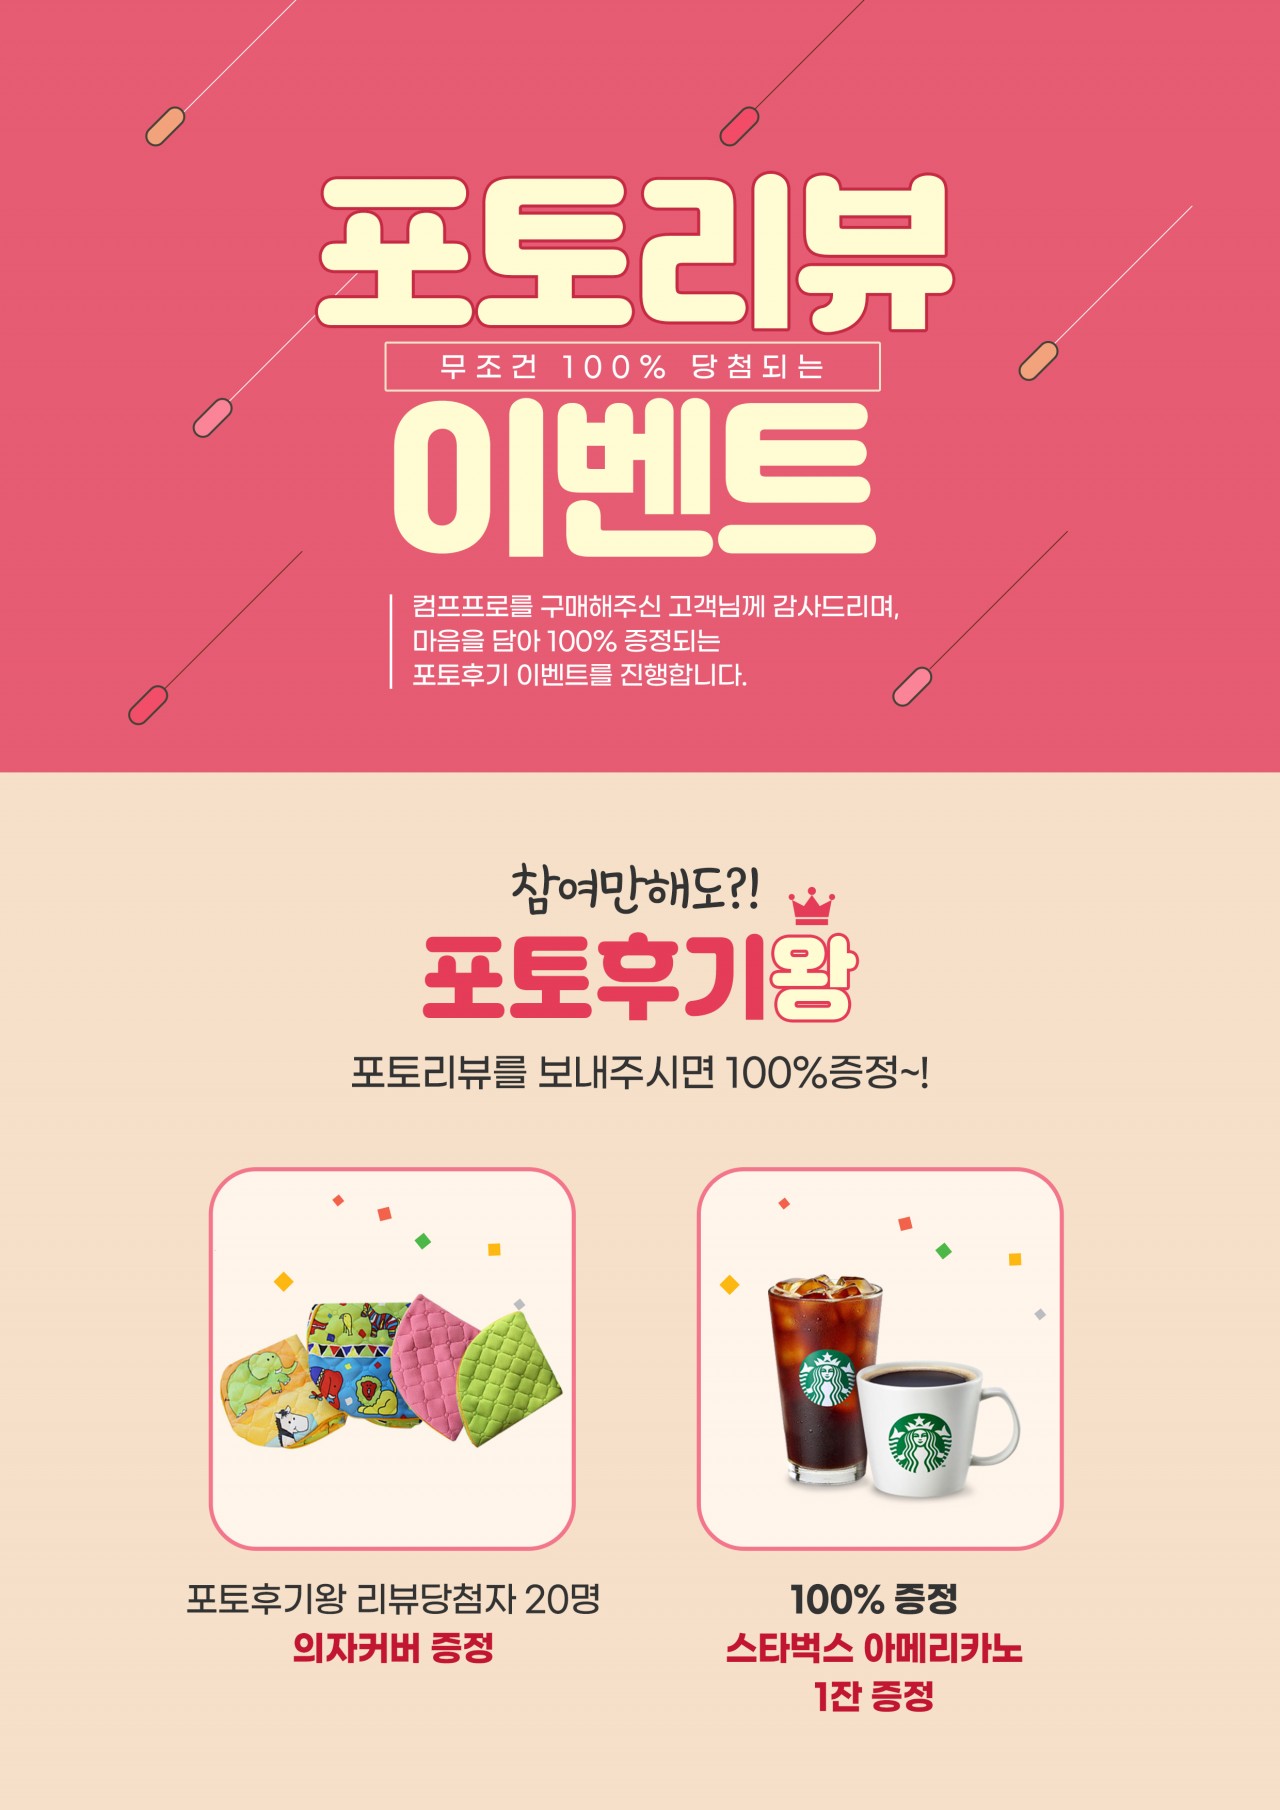 포토리뷰
무조건 100% 당첨되는
이벤트
컴프프로를 구매해주신 고객님께 감사드리며,
마음을 담아 100% 증정되는
포토후기 이벤트를 진행합니다.
참여만해도?!
포토후기왕
포토리뷰를 보내주시면 100%증정~!
포토후기왕 리뷰당첨자 20명
의자커버 증정
100% 증정
스타벅스 아메리카노
1잔 증정